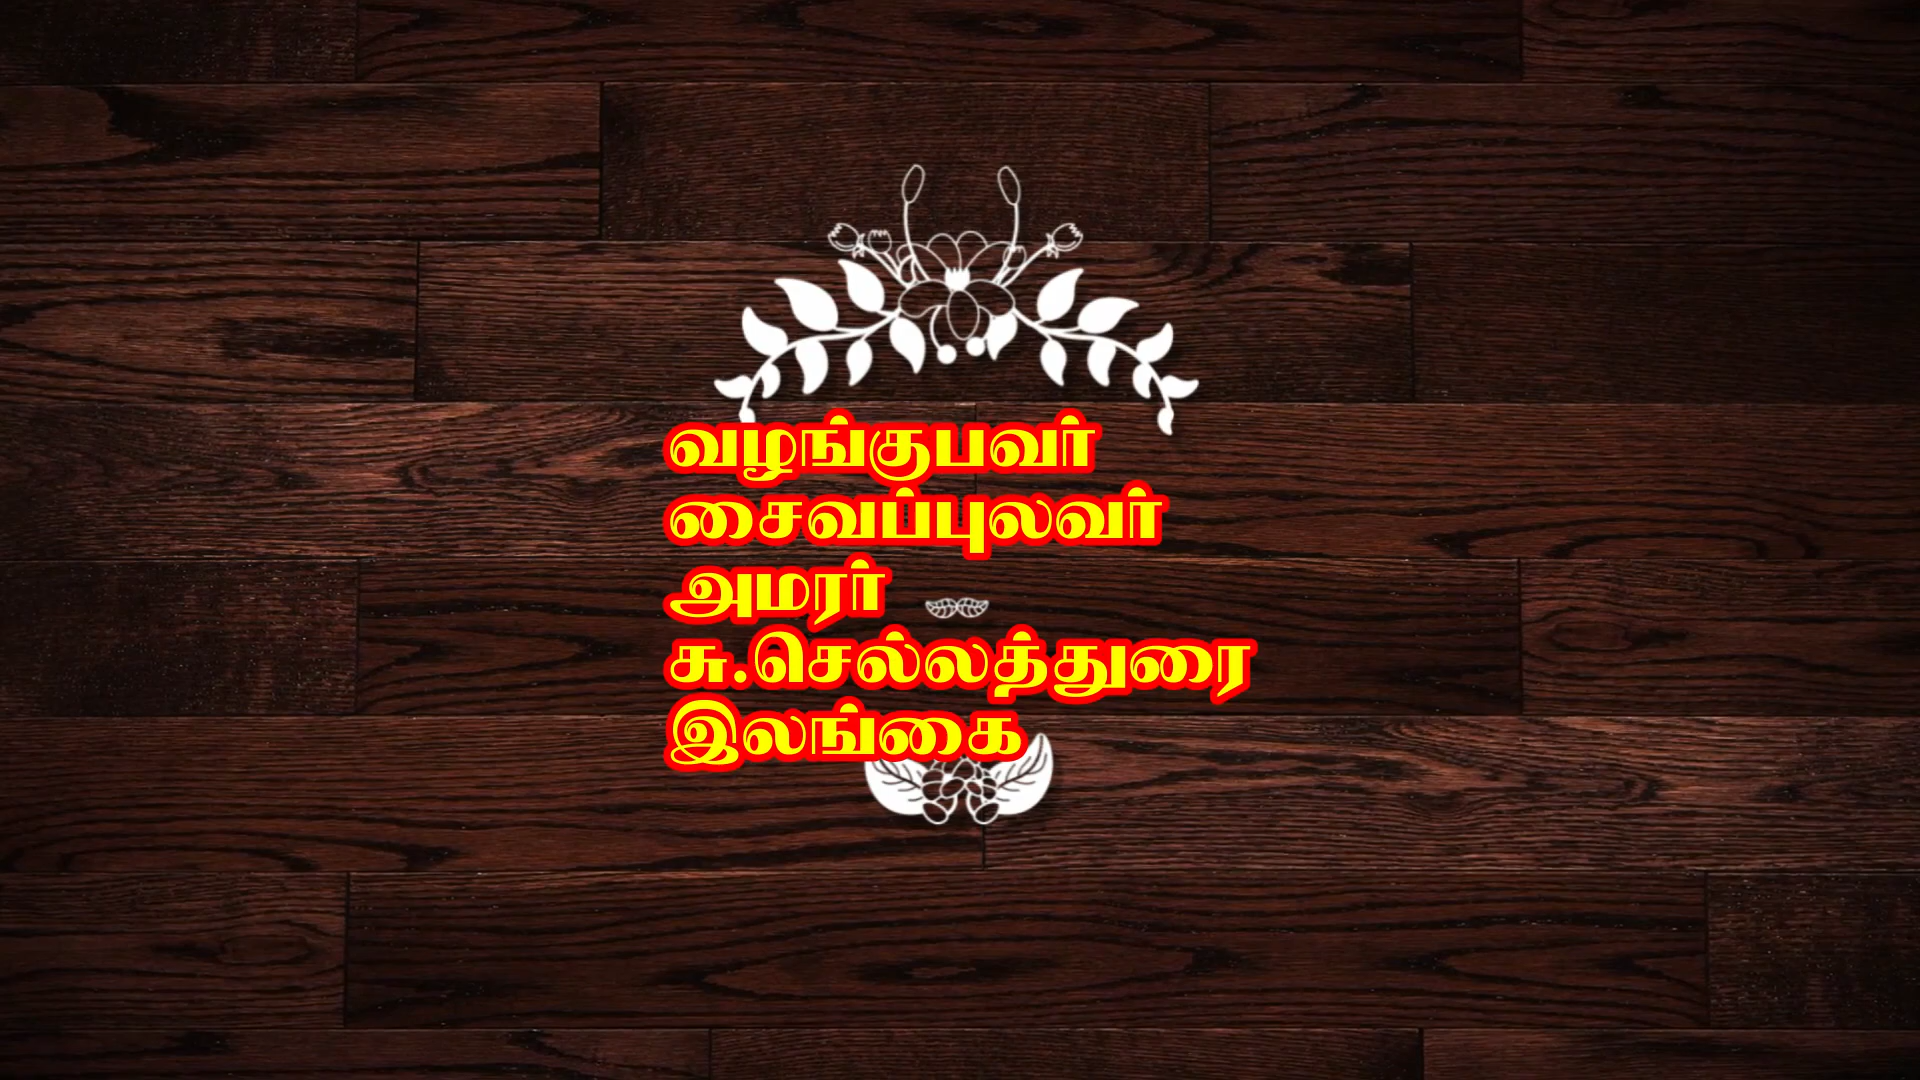 வழங்குபவர்
சைவப்புலவர்
அமரர்
சு.செல்லத்துரை
இலங்கை